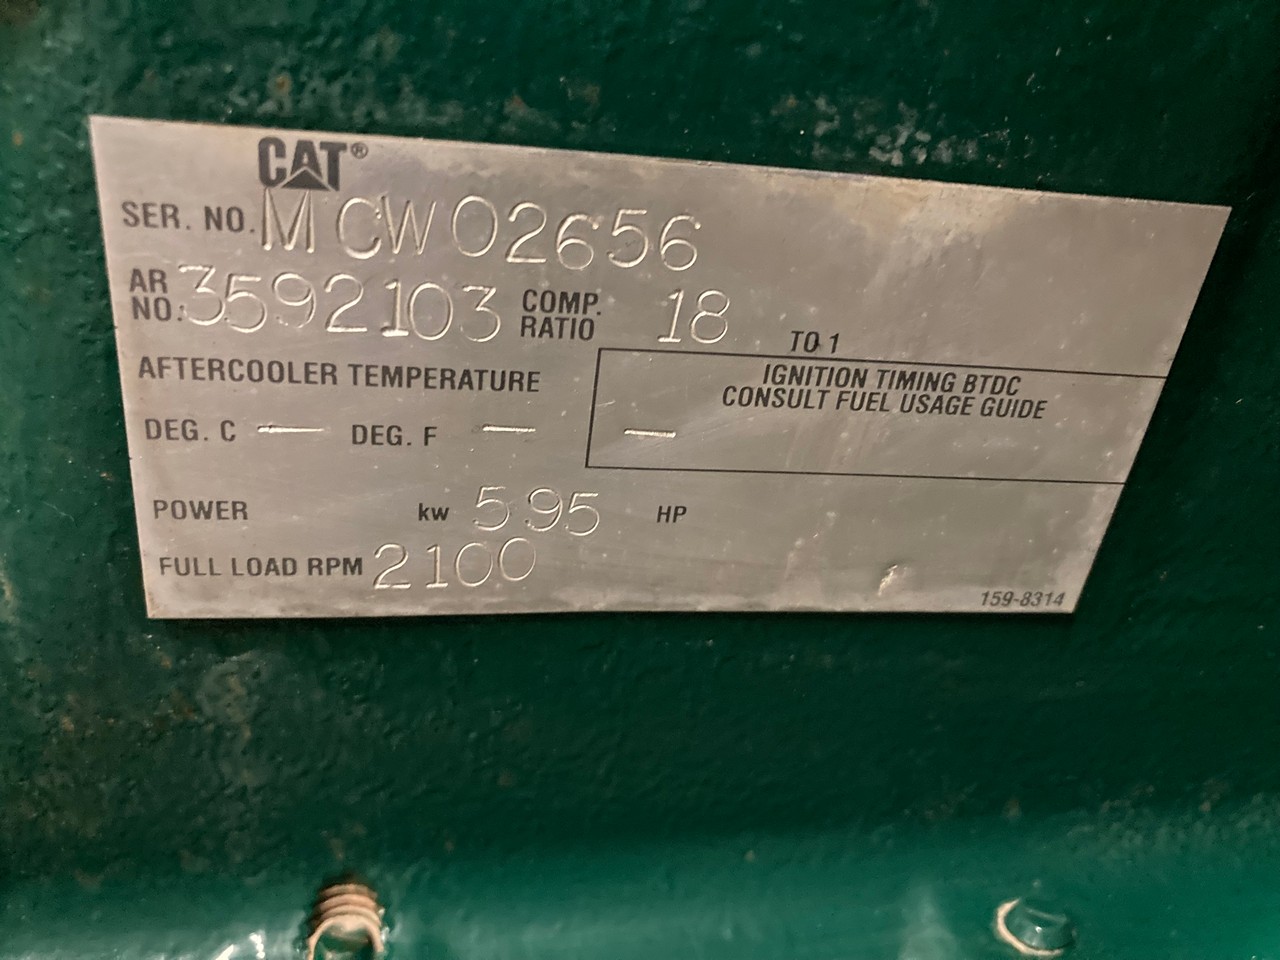 CAT®
SER. NO. MCW02656
AR NO: 3592103 COMP. RATIO 18 TO 1
AFTERCOOLER TEMPERATURE
IGNITION TIMING BTDC
CONSULT FUEL USAGE GUIDE
DEG. C — DEG. F — —
POWER kw 595 HP
FULL LOAD RPM 2100
159-8314